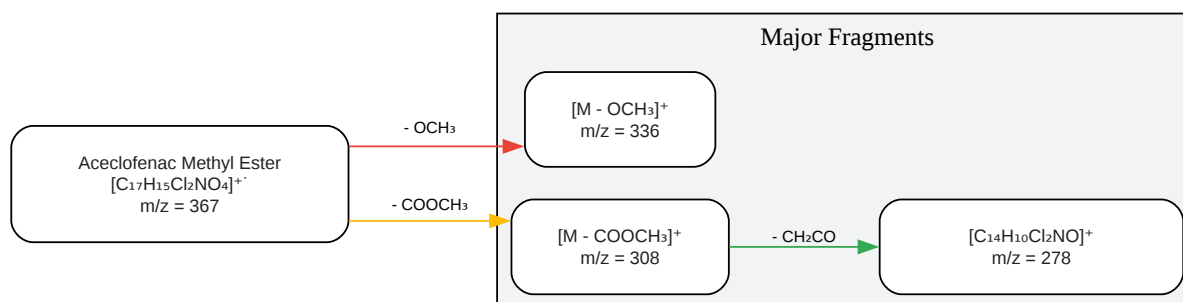 Major Fragments
[M - OCH₃]⁺
m/z = 336
- OCH₃
Aceclofenac Methyl Ester
[C₁₇H₁₅Cl₂NO₄]⁺˙
m/z = 367
- COOCH₃
[M - COOCH₃]⁺
m/z = 308
- CH₂CO
[C₁₄H₁₀Cl₂NO]⁺
m/z = 278